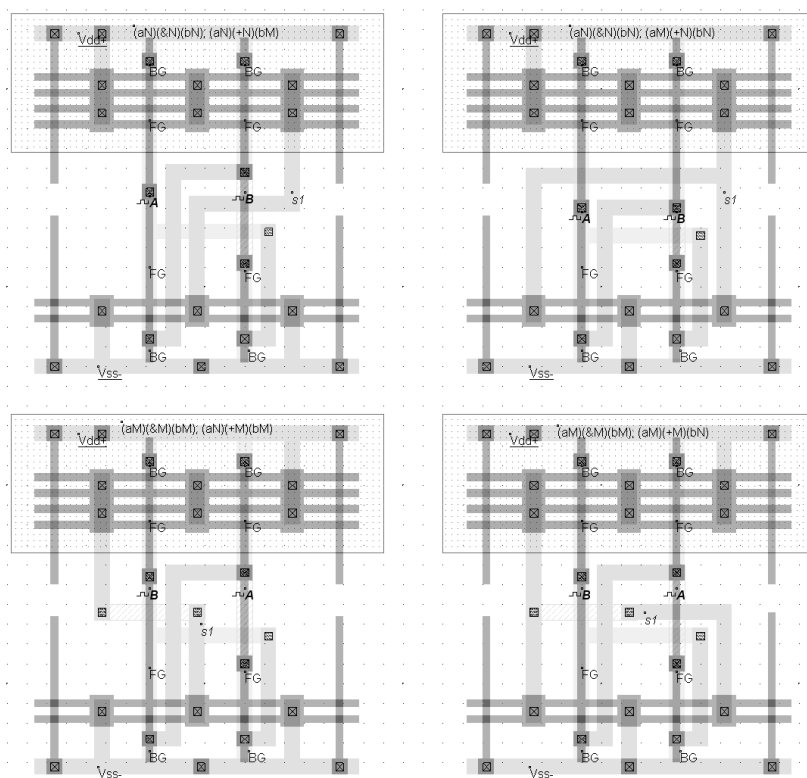 Vdd+ (aN)(&N)(bN); (aN)(+N)(bM)
BG BG
FG FG
A B s1
FG FG
BG BG
Vss-
Vdd+ (aN)(&N)(bN); (aM)(+N)(bN)
BG BG
FG FG
A B s1
FG FG
BG BG
Vss-
Vdd+ (aM)(&M)(bM); (aN)(+M)(bM)
BG BG
FG FG
B A
s1
FG FG
BG BG
Vss-
Vdd+ (aM)(&M)(bM); (aM)(+M)(bN)
BG BG
FG FG
B A
s1
FG FG
BG BG
Vss-